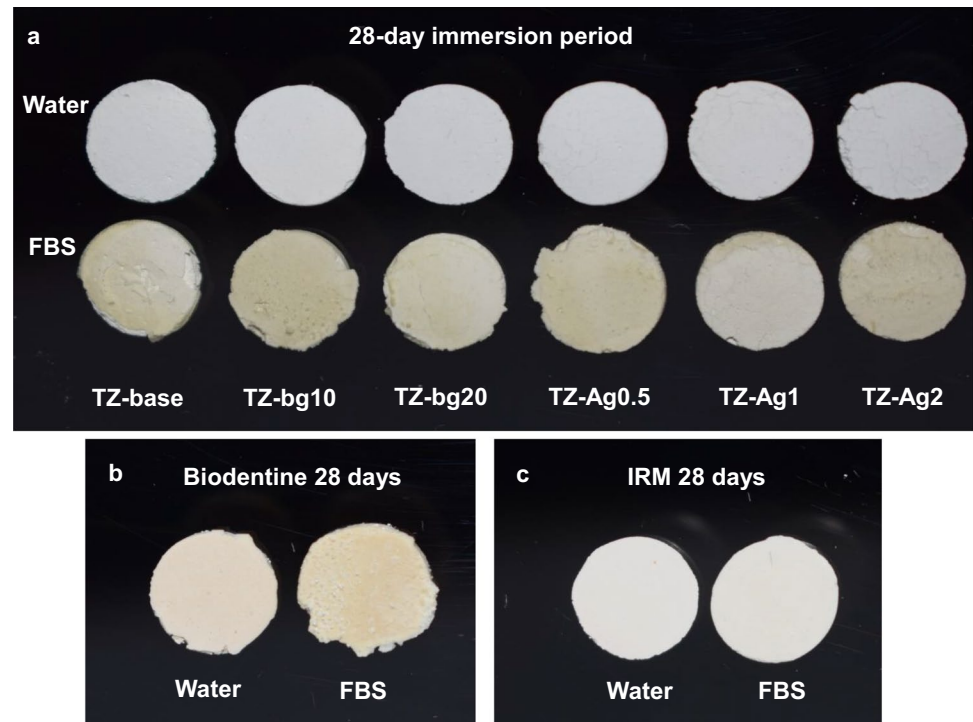 a
28-day immersion period
Water
FBS
TZ-base TZ-bg10 TZ-bg20 TZ-Ag0.5 TZ-Ag1 TZ-Ag2
b
Biodentine 28 days
Water FBS
c
IRM 28 days
Water FBS